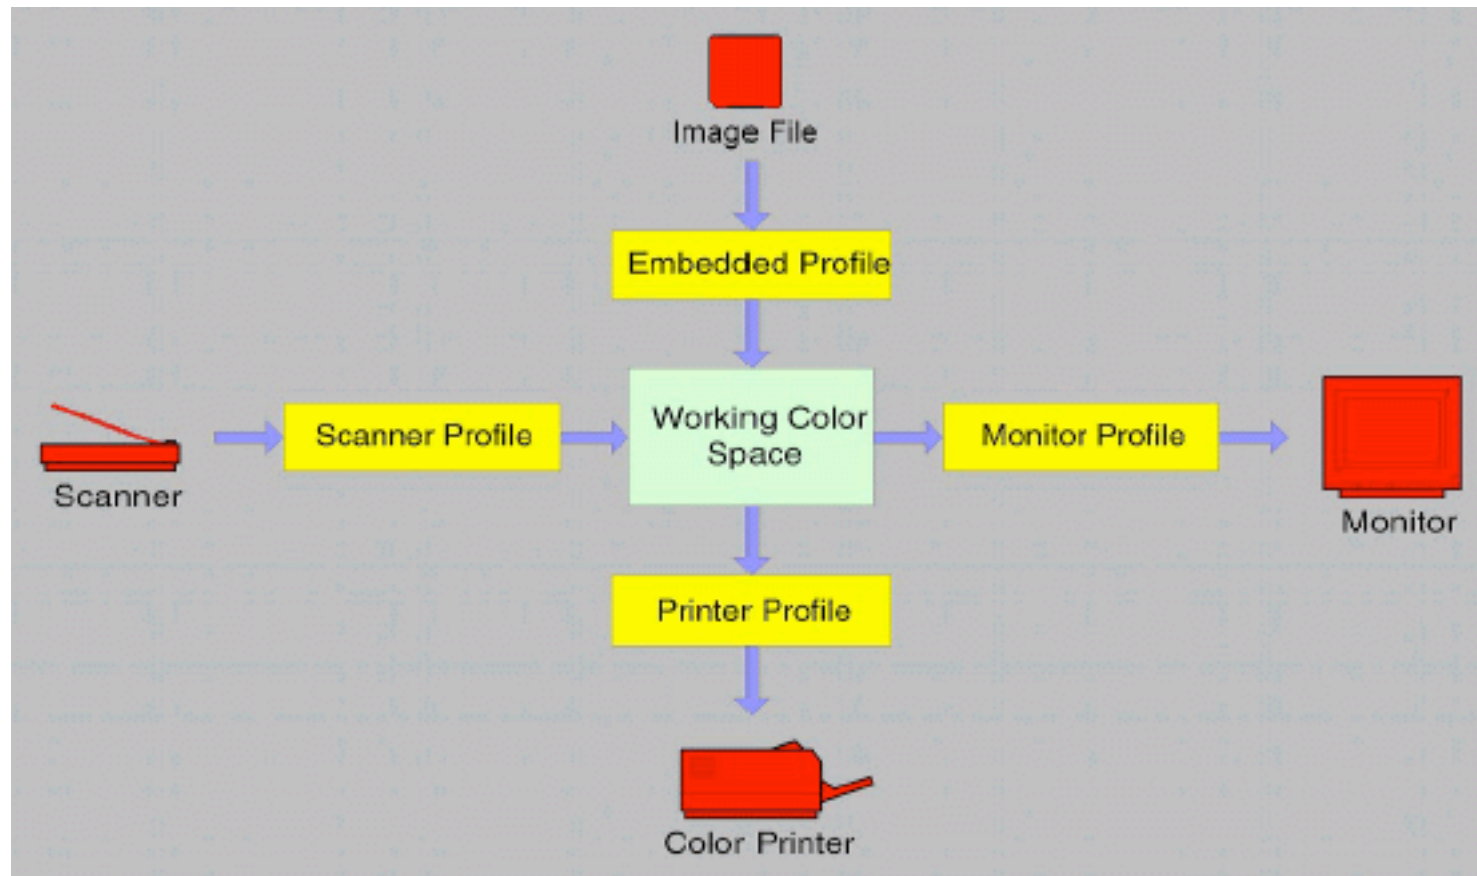 Image File
Embedded Profile
Scanner Profile
Working Color
Space
Monitor Profile
Scanner
Monitor
Printer Profile
Color Printer